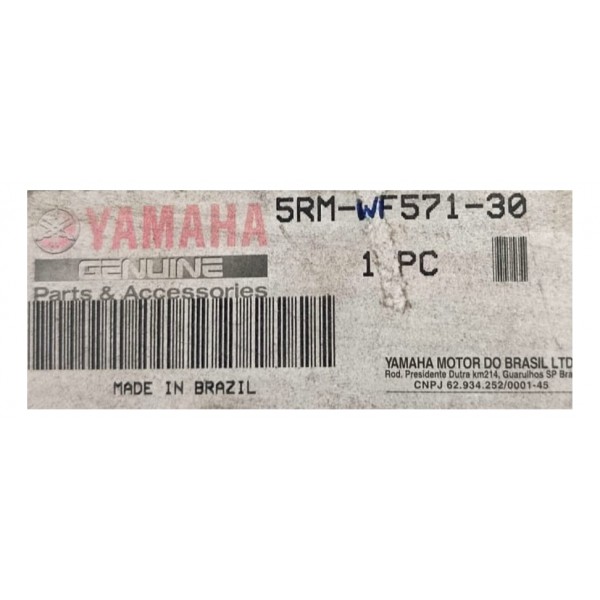 YAMAHA
5RM-WF571-30
GENUINE
1 PC
Parts & Accessories
MADE IN BRAZIL
YAMAHA MOTOR DO BRASIL LTD
Rod. Presidente Dutra km214, Guarulhos SP Bra
CNPJ 62.934.252/0001-45